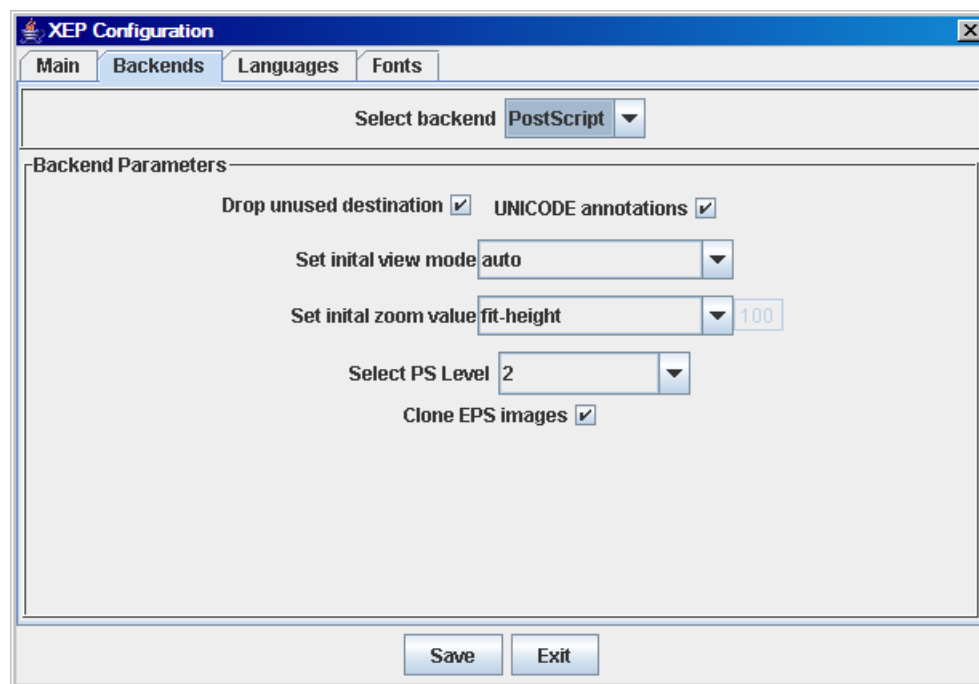 XEP Configuration
Main Backends Languages Fonts
Select backend PostScript
Backend Parameters
Drop unused destination UNICODE annotations
Set inital view mode auto
Set inital zoom value fit-height 100
Select PS Level 2
Clone EPS images
Save Exit